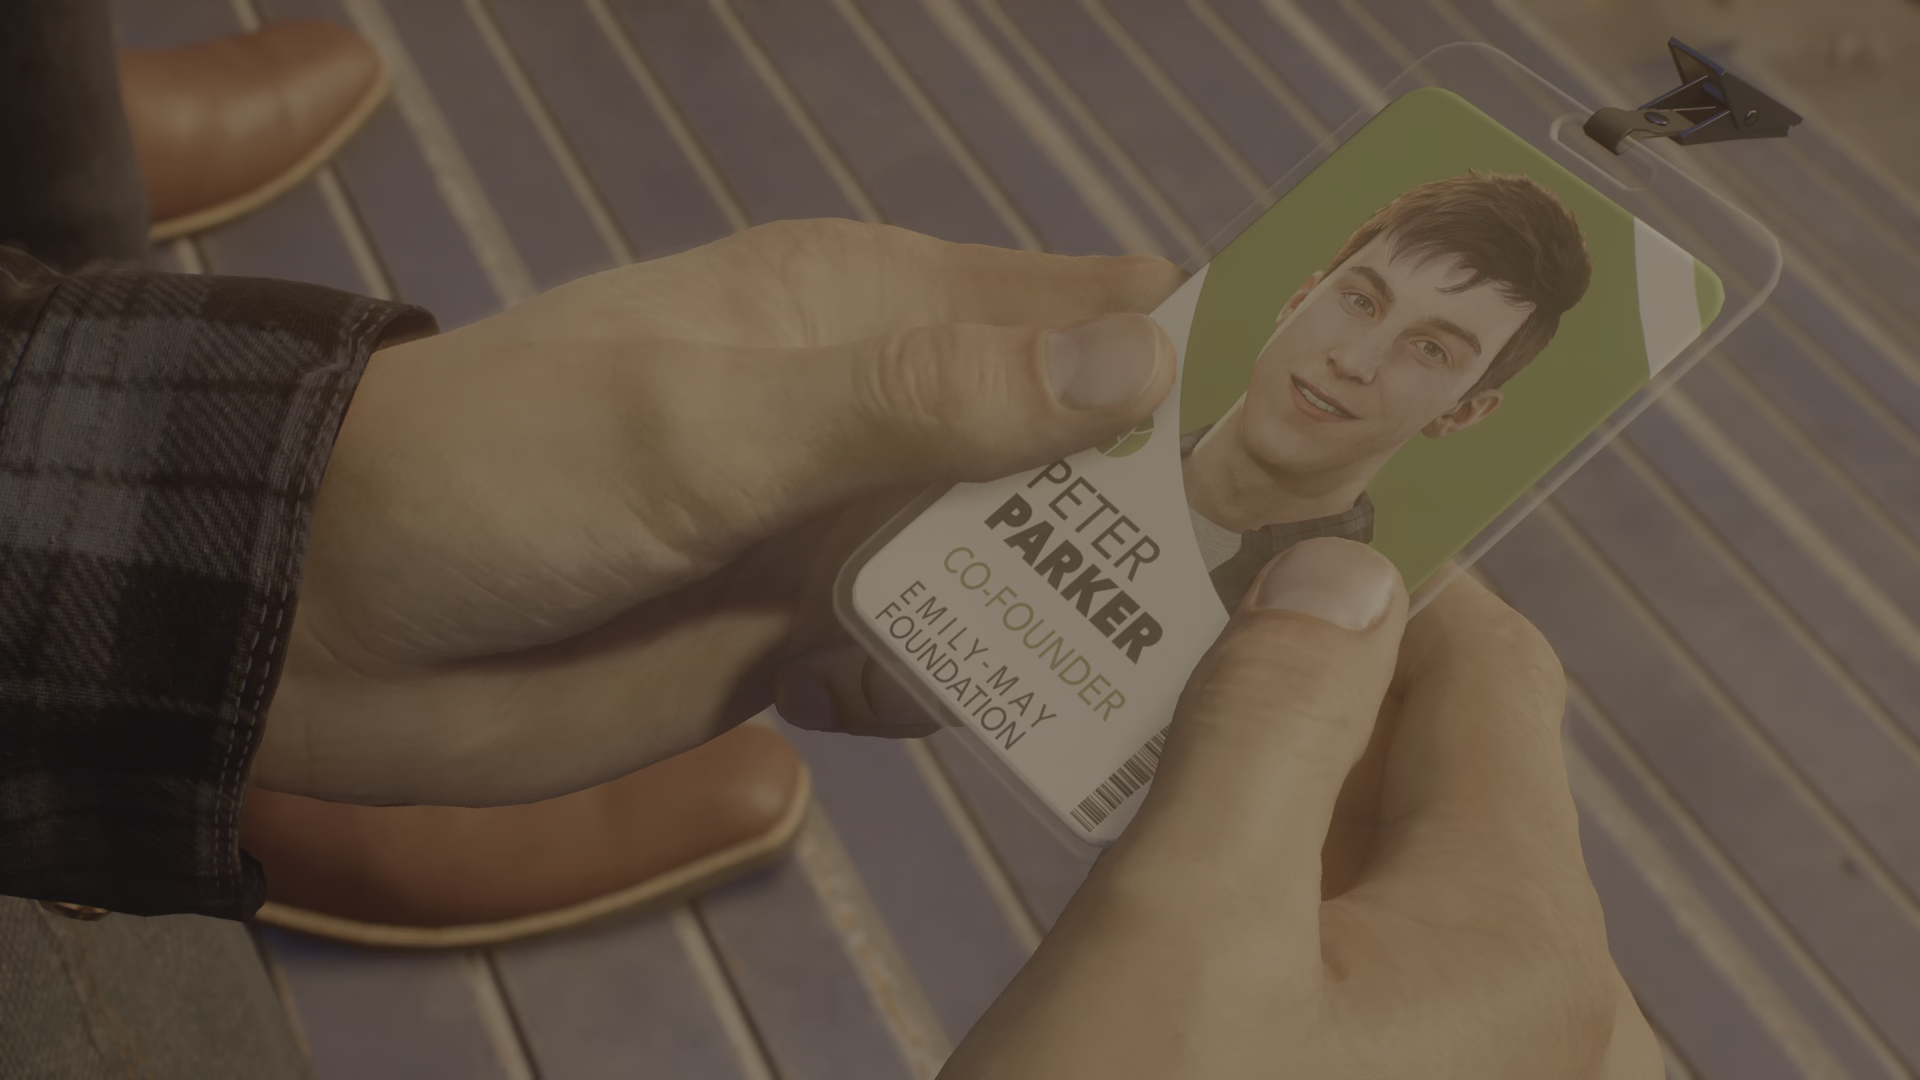 PETER
PARKER
CO-FOUNDER
EMILY-MAY
FOUNDATION